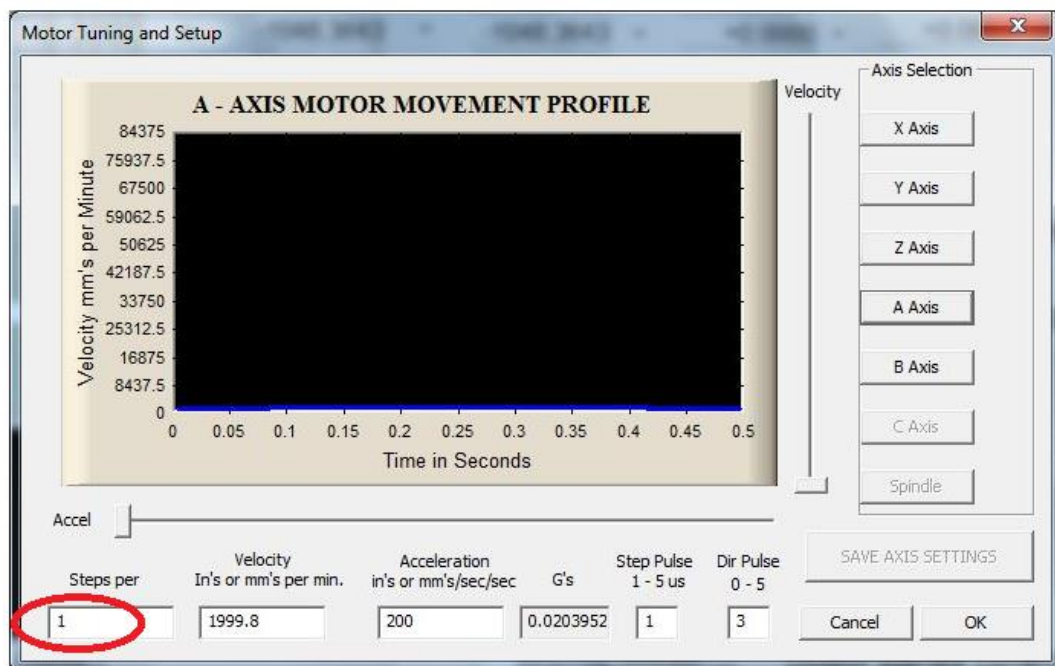 Motor Tuning and Setup
A - AXIS MOTOR MOVEMENT PROFILE
Velocity mm's per Minute
84375
75937.5
67500
59062.5
50625
42187.5
33750
25312.5
16875
8437.5
0
0 0.05 0.1 0.15 0.2 0.25 0.3 0.35 0.4 0.45 0.5
Time in Seconds
Velocity
Axis Selection
X Axis
Y Axis
Z Axis
A Axis
B Axis
C Axis
Spindle
Accel
Steps per
1
Velocity
In's or mm's per min.
1999.8
Acceleration
in's or mm's/sec/sec
200
G's
0.0203952
Step Pulse
1 - 5 us
1
Dir Pulse
0 - 5
3
SAVE AXIS SETTINGS
Cancel
OK